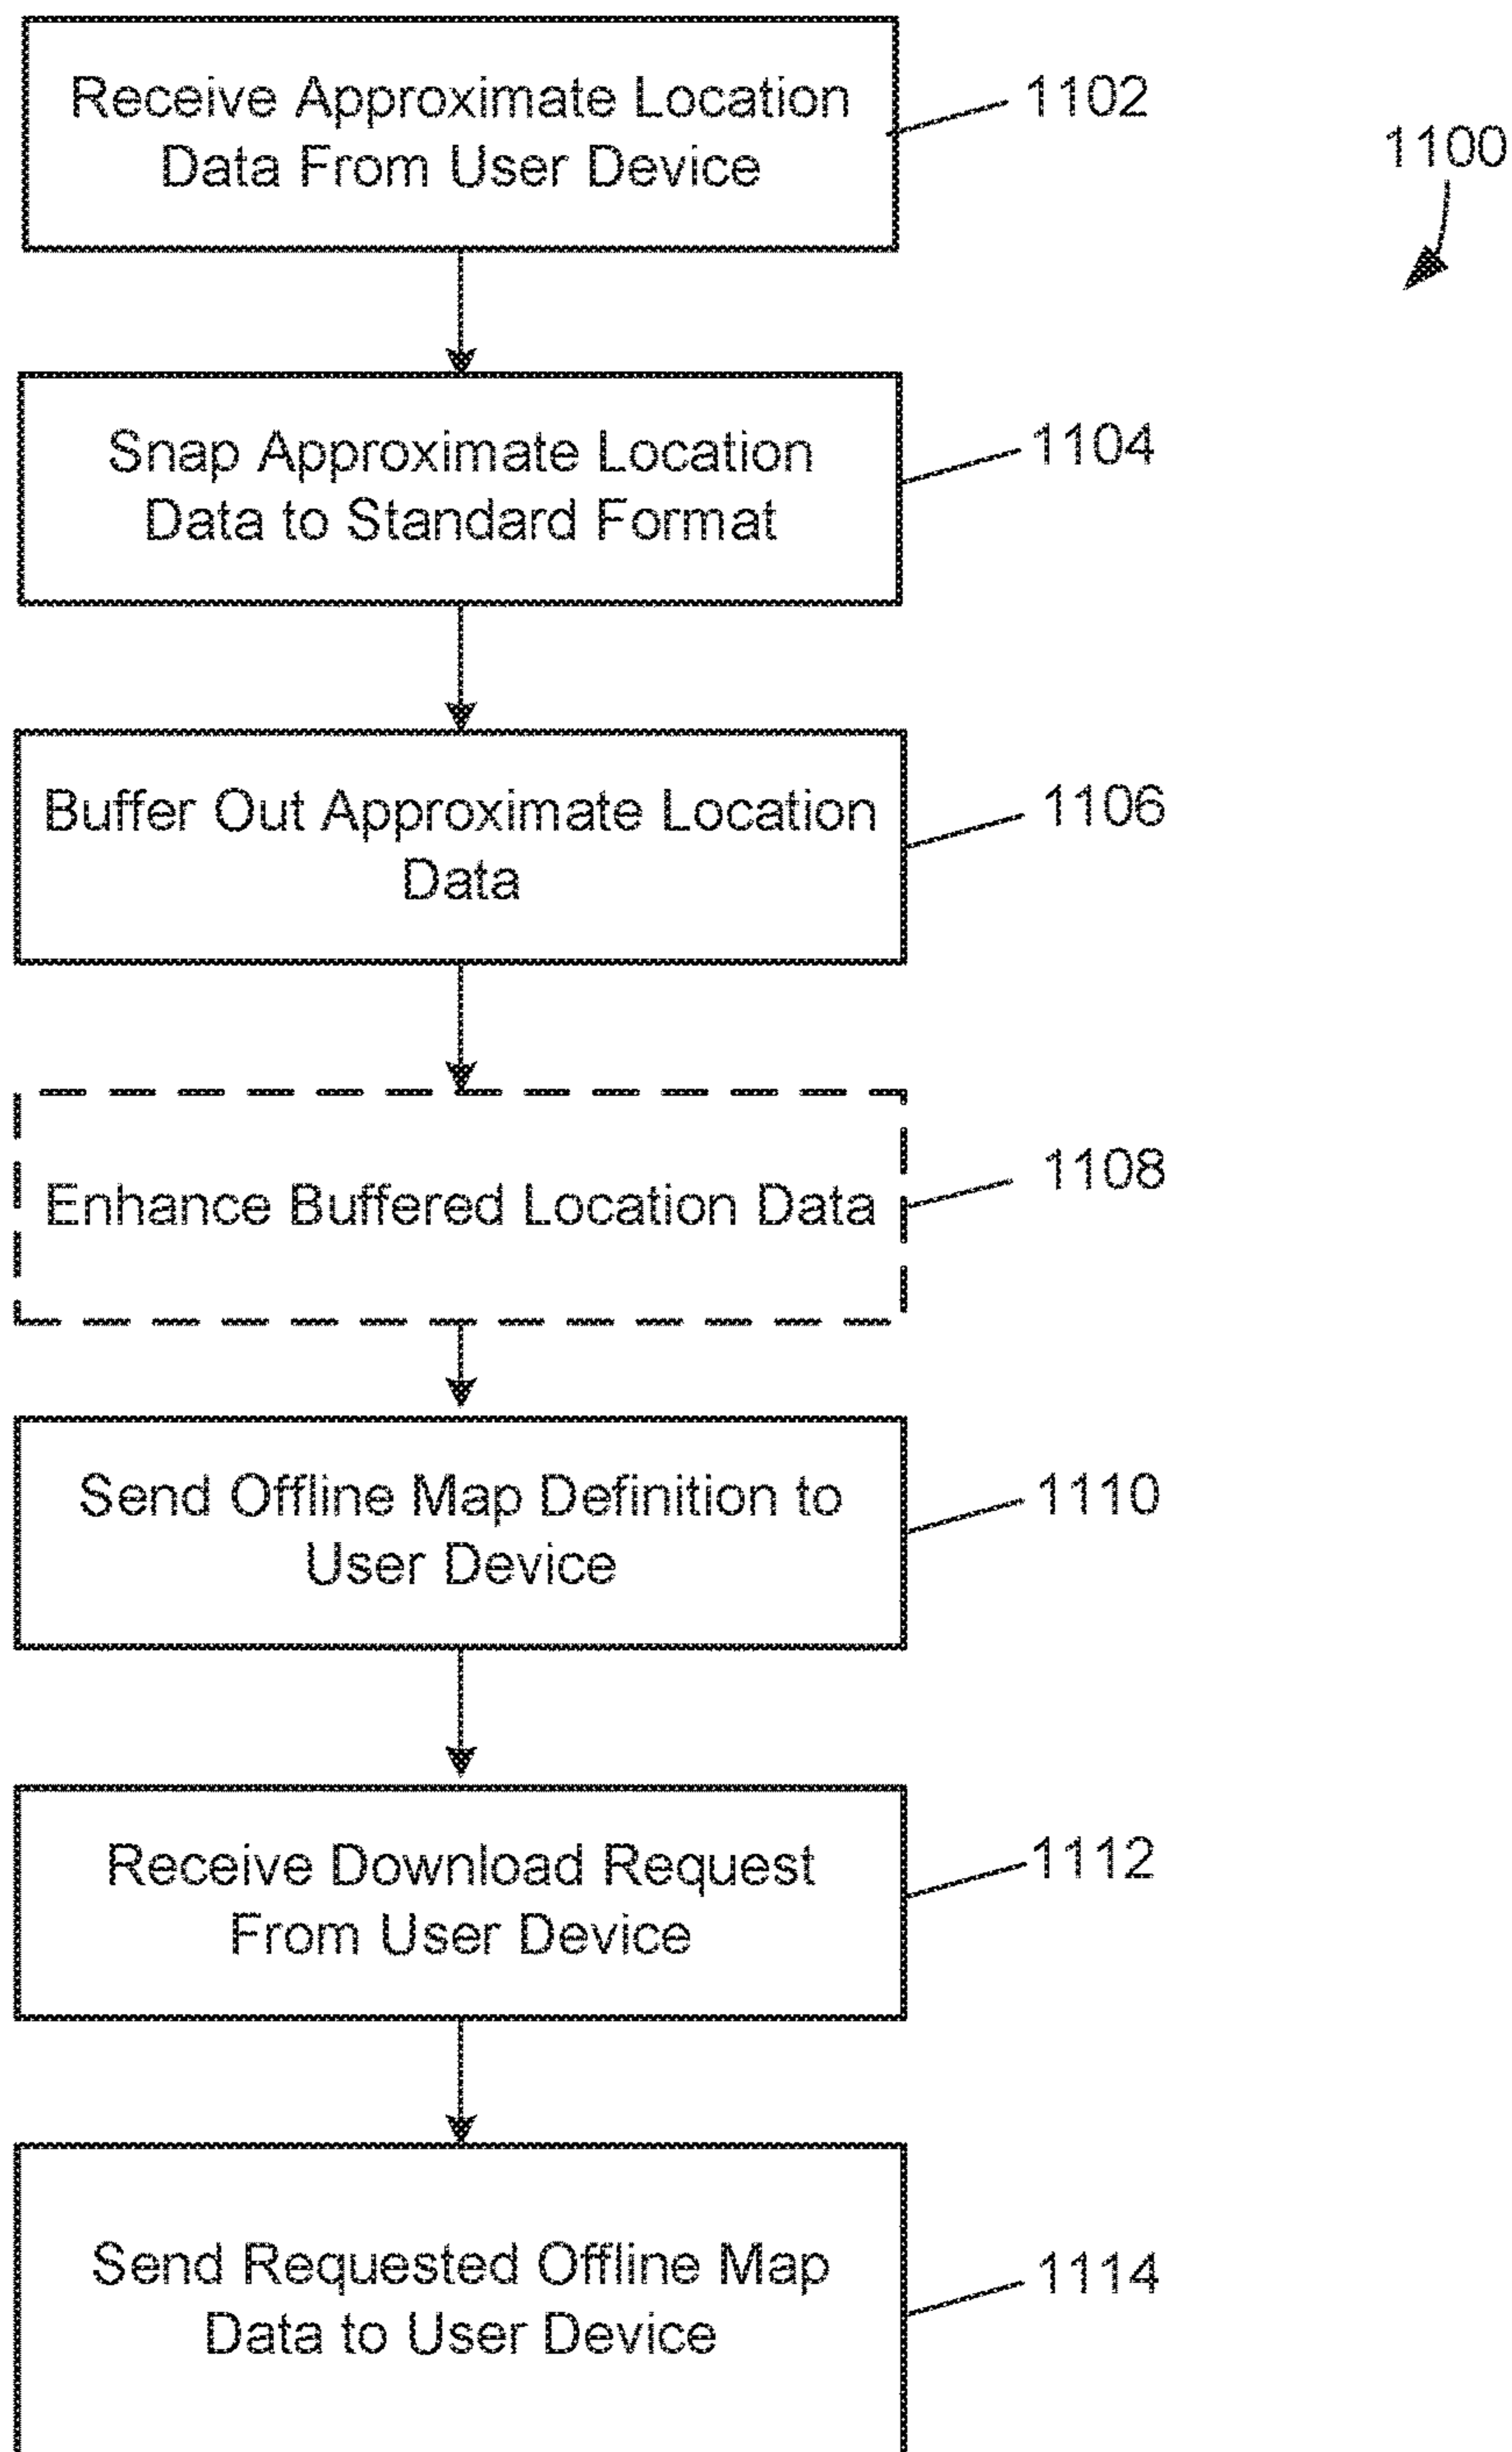 Receive Approximate Location
Data From User Device
1102
1100
Snap Approximate Location
Data to Standard Format
1104
Buffer Out Approximate Location
Data
1106
Enhance Buffered Location Data
1108
Send Offline Map Definition to
User Device
1110
Receive Download Request
From User Device
1112
Send Requested Offline Map
Data to User Device
1114